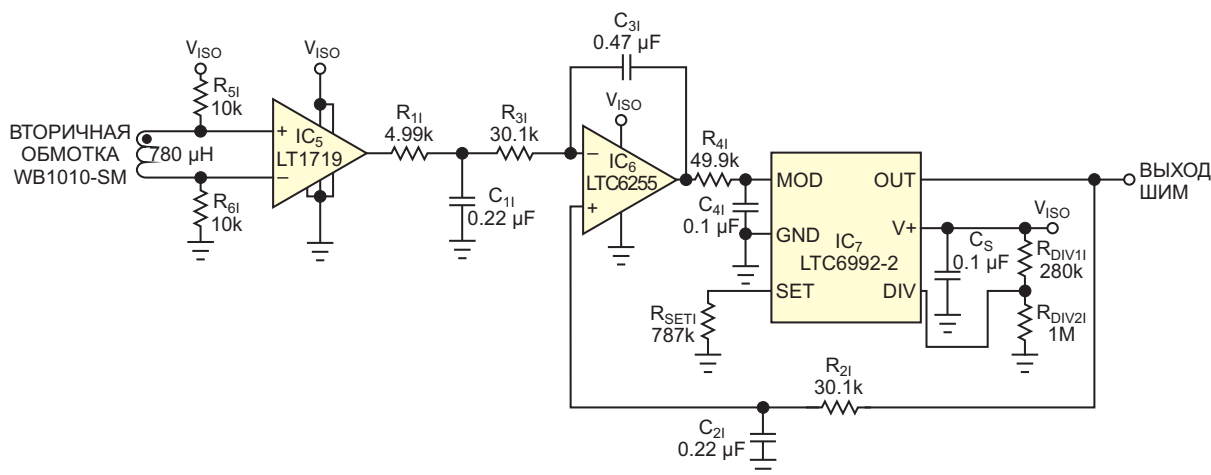 C3I
0.47 µF
VISO
VISO
VISO
R5I
10k
R1I
4.99k
R3I
30.1k
R4I
49.9k
ВТОРИЧНАЯ
ОБМОТКА
WB1010-SM
780 µH
+
IC5
LT1719
−
−
IC6
LTC6255
+
MOD
OUT
ВЫХОД
ШИМ
R6I
10k
C1I
0.22 µF
C4I
0.1 µF
GND
V+
VISO
IC7
LTC6992-2
CS
0.1 µF
RDIV1I
280k
SET
DIV
RSETI
787k
RDIV2I
1M
R2I
30.1k
C2I
0.22 µF